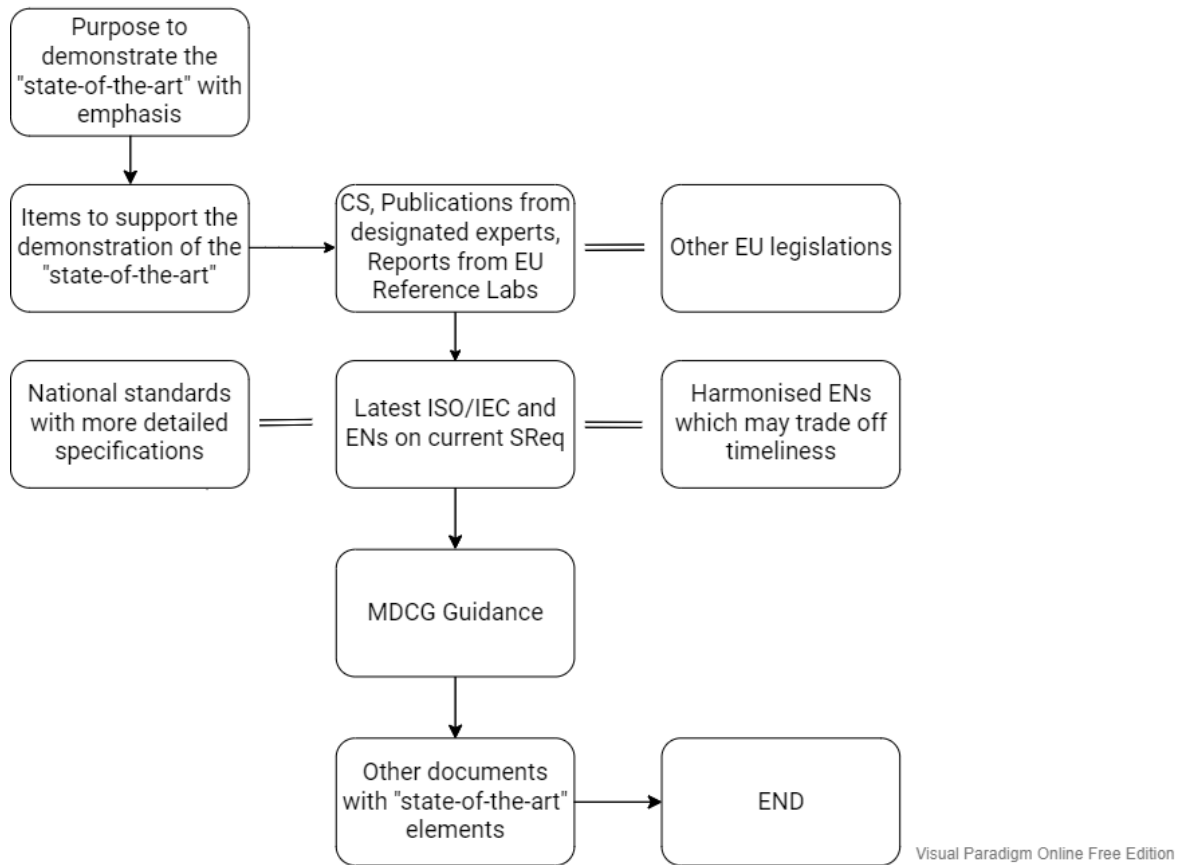 Purpose to
demonstrate the
"state-of-the-art" with
emphasis
Items to support the
demonstration of the
"state-of-the-art"
CS, Publications from
designated experts,
Reports from EU
Reference Labs
Other EU legislations
National standards
with more detailed
specifications
Latest ISO/IEC and
ENs on current SReq
Harmonised ENs
which may trade off
timeliness
MDCG Guidance
Other documents
with "state-of-the-art"
elements
END
Visual Paradigm Online Free Edition